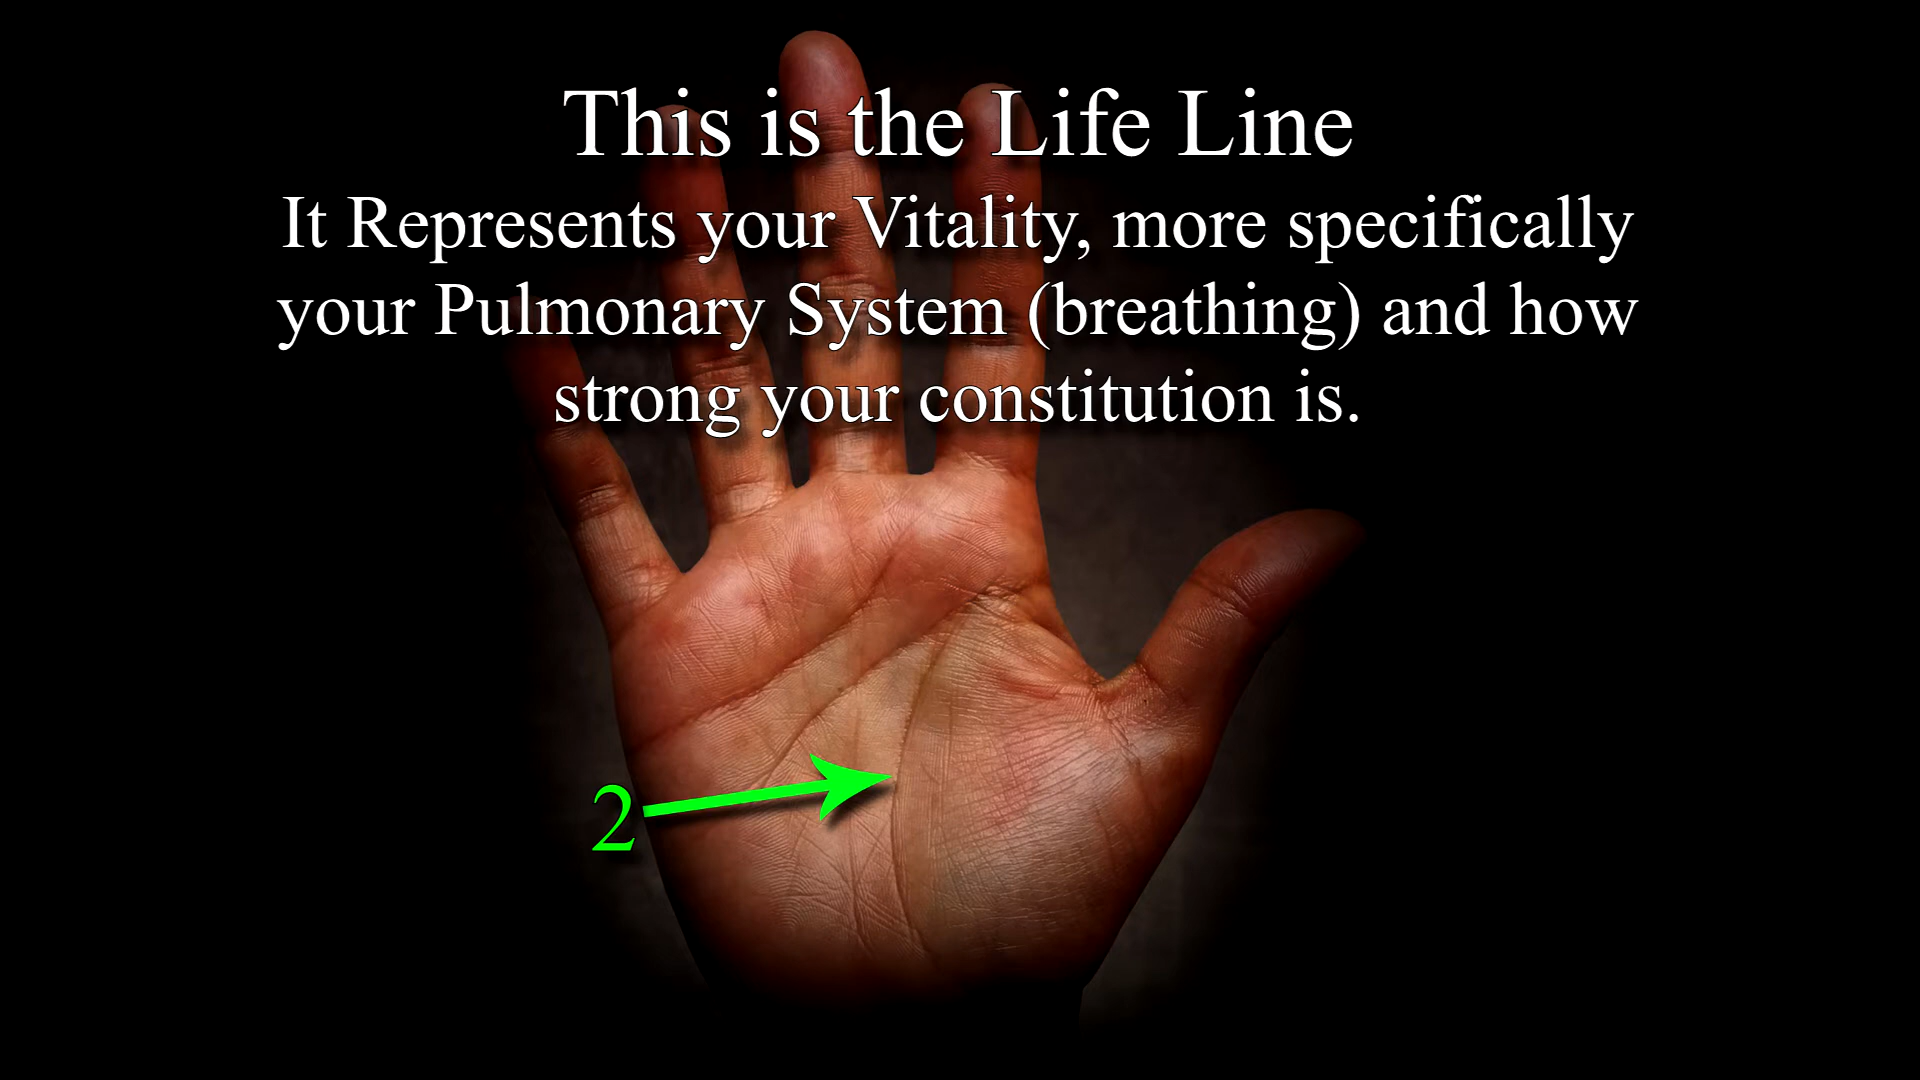 This is the Life Line
It Represents your Vitality, more specifically
your Pulmonary System (breathing) and how
strong your constitution is.
2